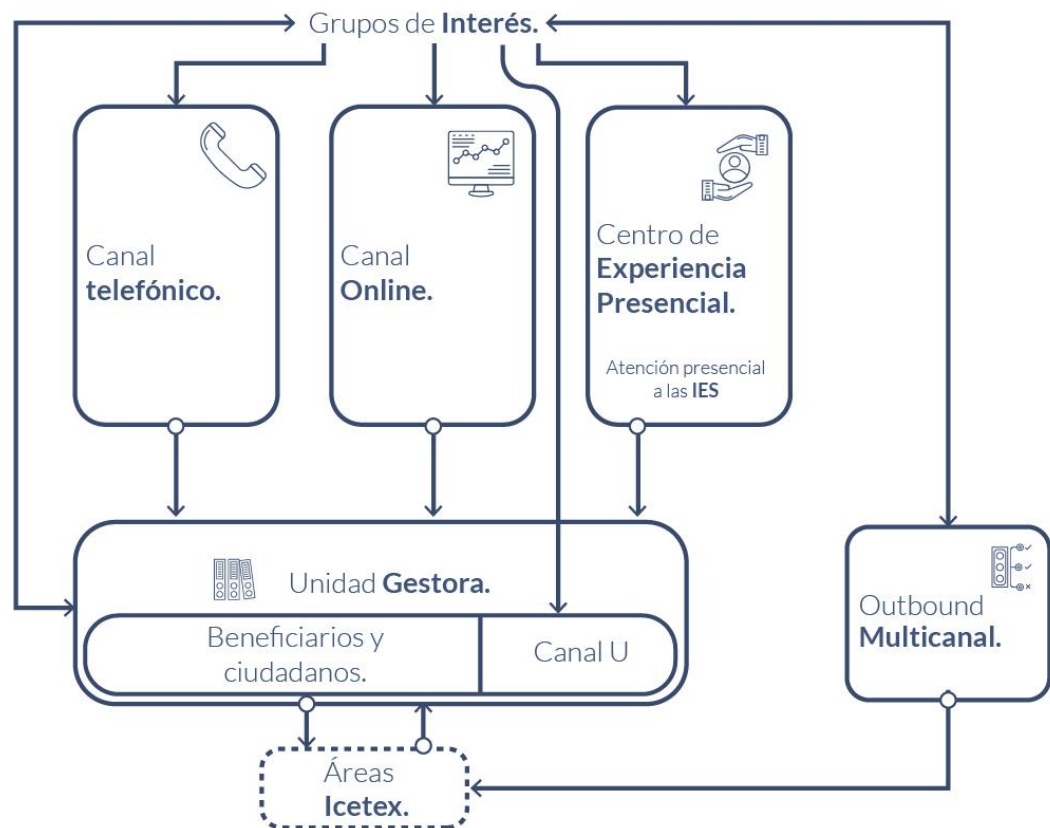 Grupos de Interés.
Canal
telefónico.
Canal
Online.
Centro de
Experiencia
Presencial.
Atención presencial
a las IES
Unidad Gestora.
Beneficiarios y
ciudadanos.
Canal U
Outbound
Multicanal.
Áreas
Icetex.